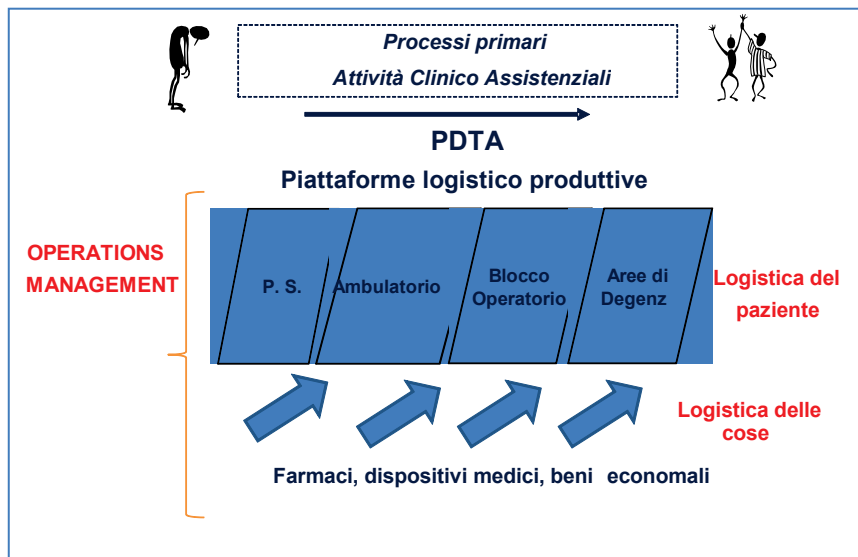 Processi primari
Attività Clinico Assistenziali
PDTA
Piattaforme logistico produttive
OPERATIONS
MANAGEMENT
P. S.
Ambulatorio
Blocco
Operatorio
Aree di
Degenz
Logistica del
paziente
Logistica delle
cose
Farmaci, dispositivi medici, beni economali